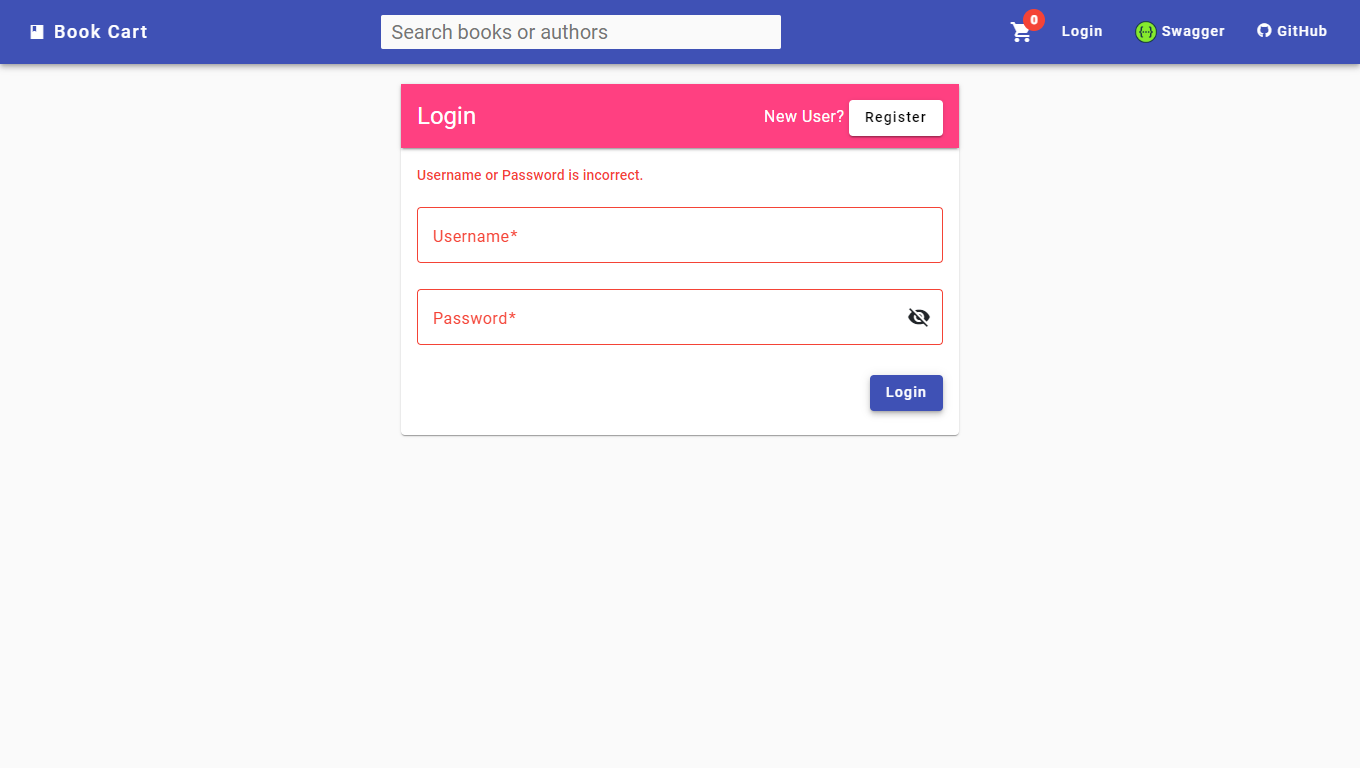 Book Cart
Search books or authors
0
Login
Swagger
GitHub
Login
New User?
Register
Username or Password is incorrect.
Username*
Password*
Login